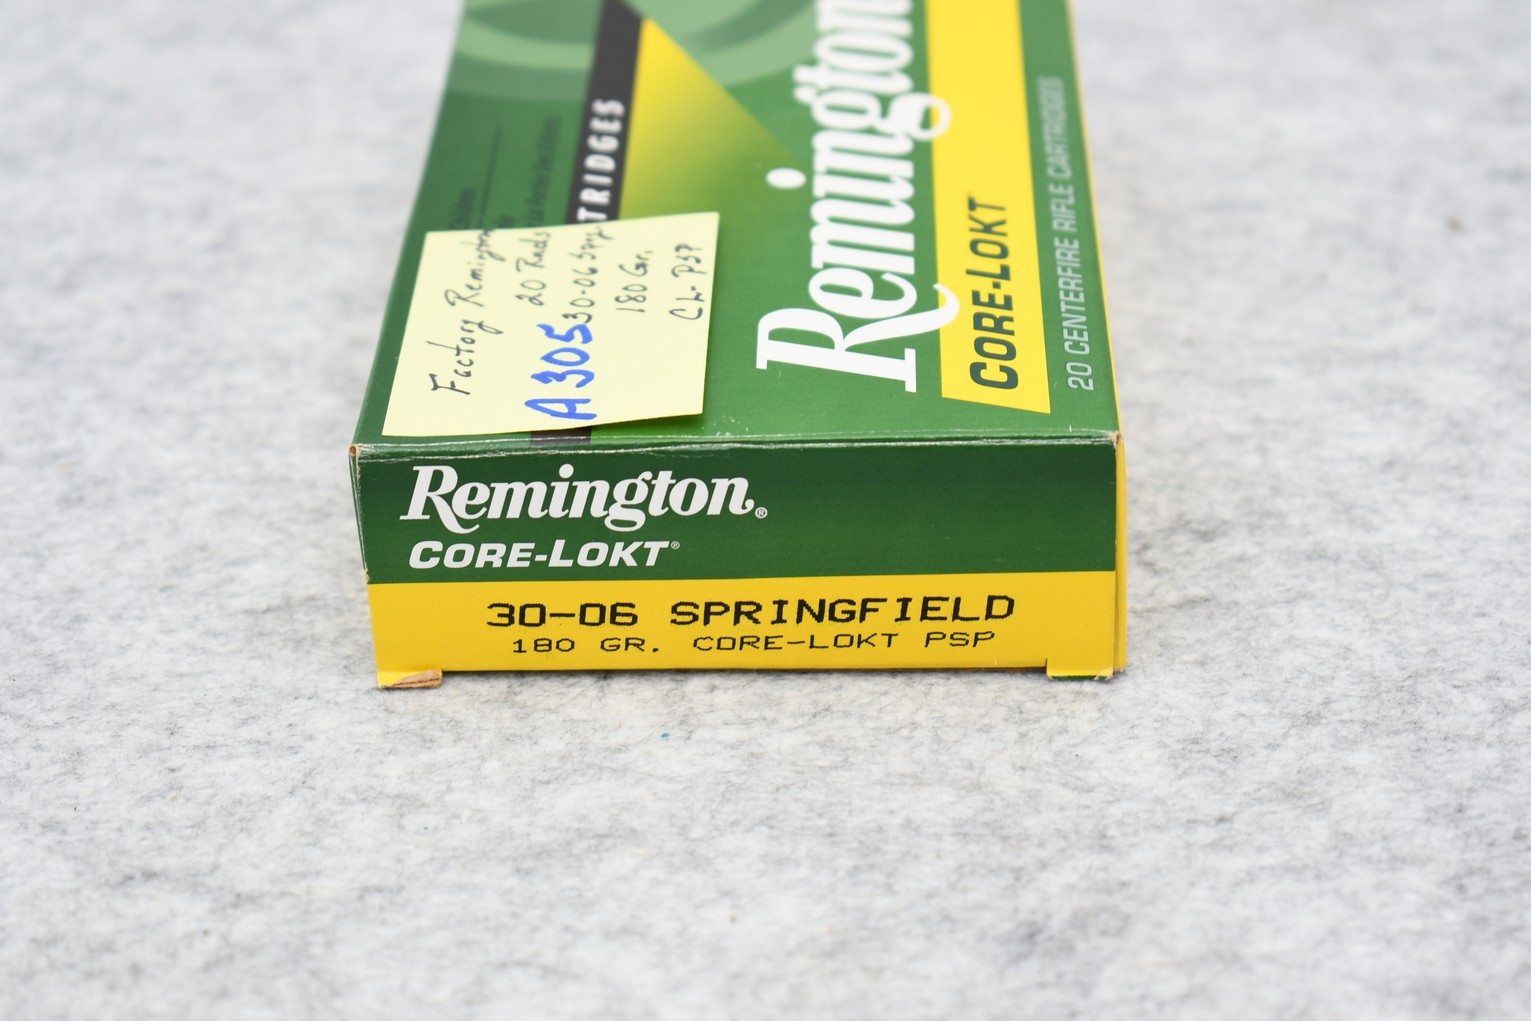 TRIDGES
Remington
CORE-LOKT
20 CENTERFIRE RIFLE CARTRIDGES
Factory Remington
20 Rnds
A305
30-06 Sprg
180 Gr.
CL-PSP
Remington®
CORE-LOKT®
30-06 SPRINGFIELD
180 GR. CORE-LOKT PSP